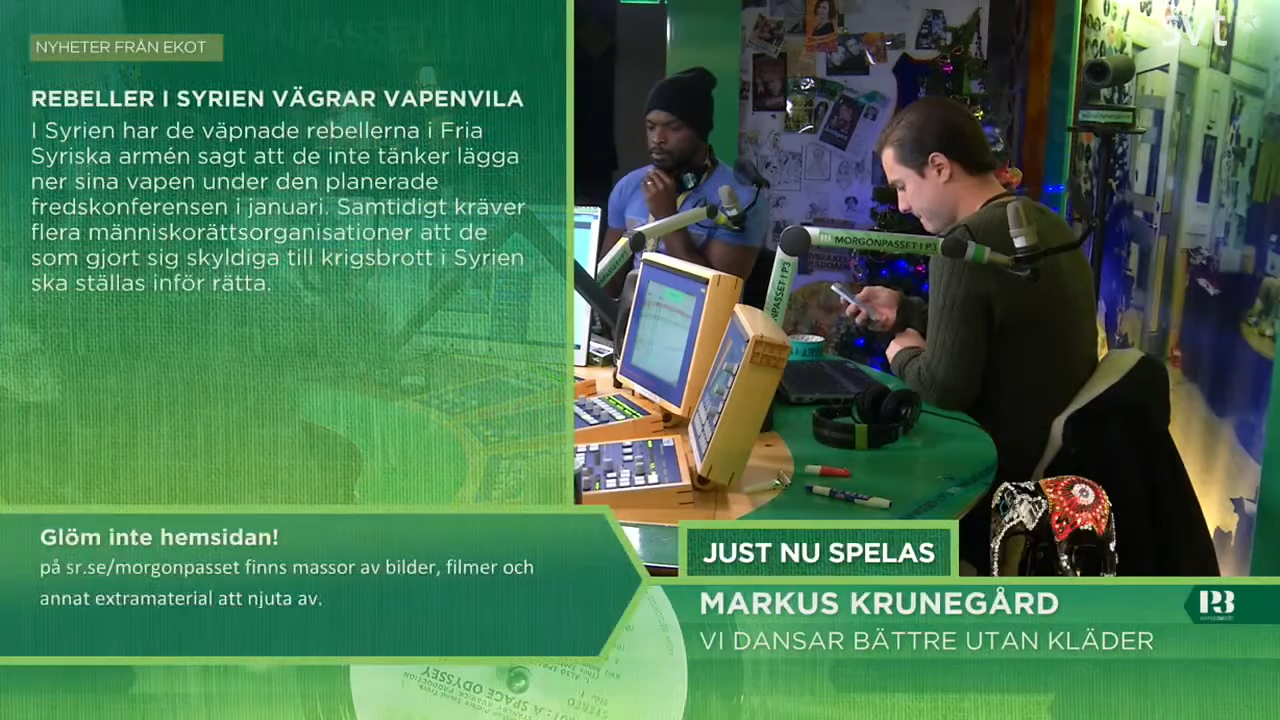 NYHETER FRÅN EKOT
REBELLER I SYRIEN VÄGRAR VAPENVILA
I Syrien har de väpnade rebellerna i Fria
Syriska armén sagt att de inte tänker lägga
ner sina vapen under den planerade
fredskonferensen i januari. Samtidigt kräver
flera människorättsorganisationer att de
som gjort sig skyldiga till krigsbrott i Syrien
ska ställas inför rätta.
svt
MORGONPASSET I P3
Glöm inte hemsidan!
på sr.se/morgonpasset finns massor av bilder, filmer och
annat extramaterial att njuta av.
JUST NU SPELAS
MARKUS KRUNEGÅRD
VI DANSAR BÄTTRE UTAN KLÄDER
P3
A SPACE ODYSSEY
STEREO